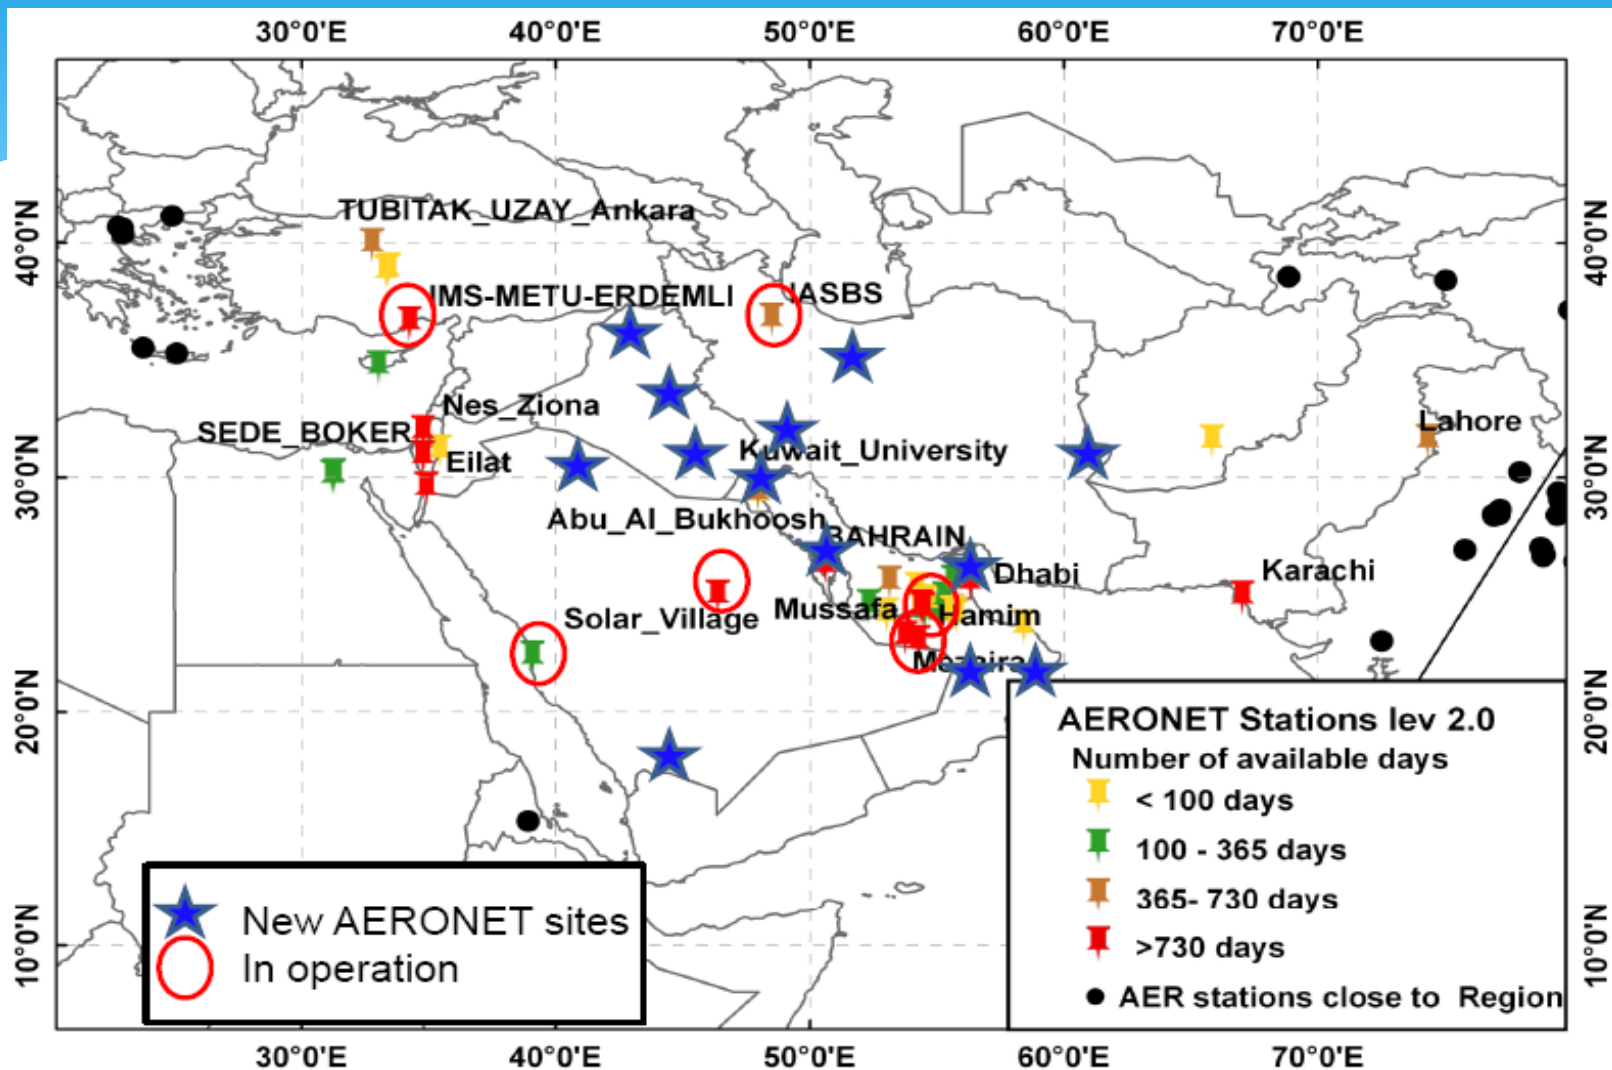 30°0'E 40°0'E 50°0'E 60°0'E 70°0'E
40°0'N
40°0'N
TUBITAK_UZAY_Ankara
IMS-METU-ERDEMLI
IASBS
Nes_Ziona
SEDE_BOKER
Lahore
Kuwait_University
Eilat
30°0'N
30°0'N
Abu_Al_Bukhoosh
BAHRAIN
Dhabi
Karachi
Mussafa
Hamim
Solar_Village
Mezaira
20°0'N
20°0'N
AERONET Stations lev 2.0
Number of available days
< 100 days
100 - 365 days
365- 730 days
>730 days
AER stations close to Region
New AERONET sites
In operation
10°0'N
10°0'N
30°0'E 40°0'E 50°0'E 60°0'E 70°0'E